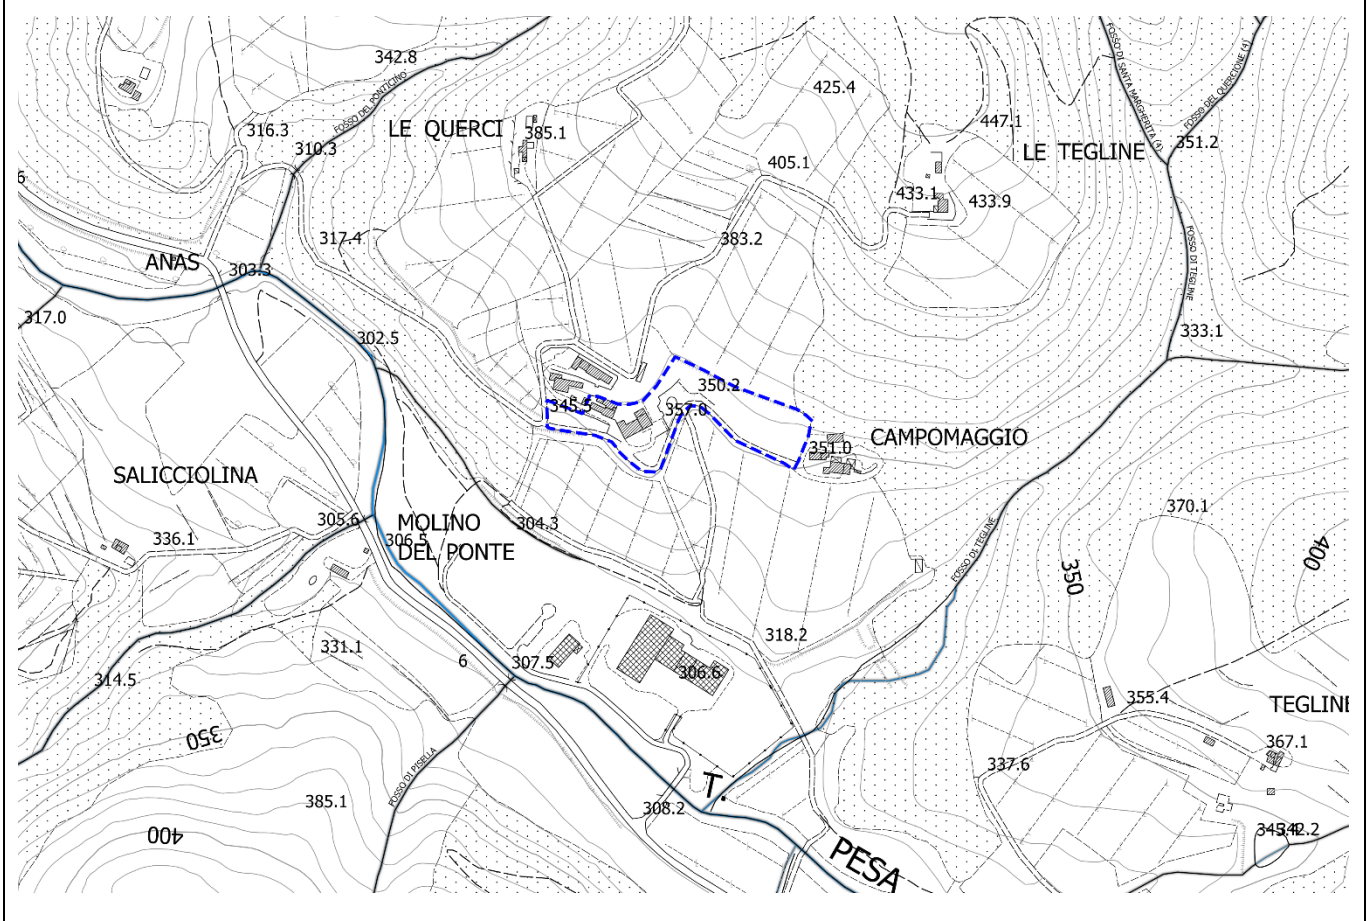 342.8
425.4
FOSSO DEL PONTICINO
FOSSO DI SANTA MARGHERITA (4)
FOSSO DEL QUERCIONE (4)
316.3
LE QUERCI
385.1
447.1
310.3
351.2
LE TEGLINE
405.1
6
433.1
433.9
317.4
383.2
ANAS
303.3
FOSSO DI TEGLINE
317.0
302.5
333.1
350.2
345.5
357.0
CAMPOMAGGIO
351.0
SALICCIOLINA
370.1
305.6
MOLINO
DEL PONTE
304.3
306.5
336.1
FOSSO DI TEGLINE
350
400
318.2
331.1
6
307.5
306.6
314.5
355.4
TEGLINE
350
367.1
FOSSO DI PISELLA
337.6
T.
385.1
308.2
400
342.2
PESA